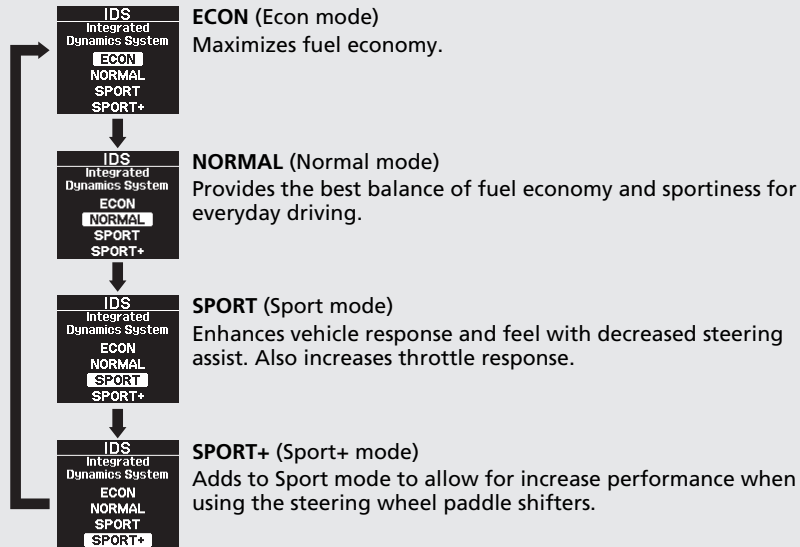 IDS
Integrated
Dynamics System
ECON
NORMAL
SPORT
SPORT+
ECON (Econ mode)
Maximizes fuel economy.
IDS
Integrated
Dynamics System
ECON
NORMAL
SPORT
SPORT+
NORMAL (Normal mode)
Provides the best balance of fuel economy and sportiness for
everyday driving.
IDS
Integrated
Dynamics System
ECON
NORMAL
SPORT
SPORT+
SPORT (Sport mode)
Enhances vehicle response and feel with decreased steering
assist. Also increases throttle response.
IDS
Integrated
Dynamics System
ECON
NORMAL
SPORT
SPORT+
SPORT+ (Sport+ mode)
Adds to Sport mode to allow for increase performance when
using the steering wheel paddle shifters.